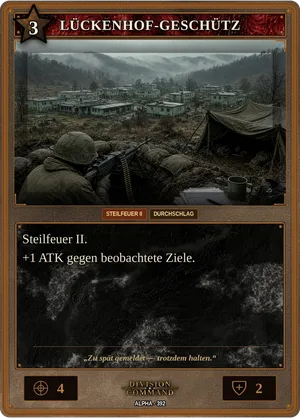 3
LÜCKENHOF-GESCHÜTZ
STEILFEUER II DURCHSCHLAG
Steilfeuer II.
+1 ATK gegen beobachtete Ziele.
„Zu spät gemeldet — trotzdem halten.“
4
DIVISION
COMMAND
ALPHA · 392
2